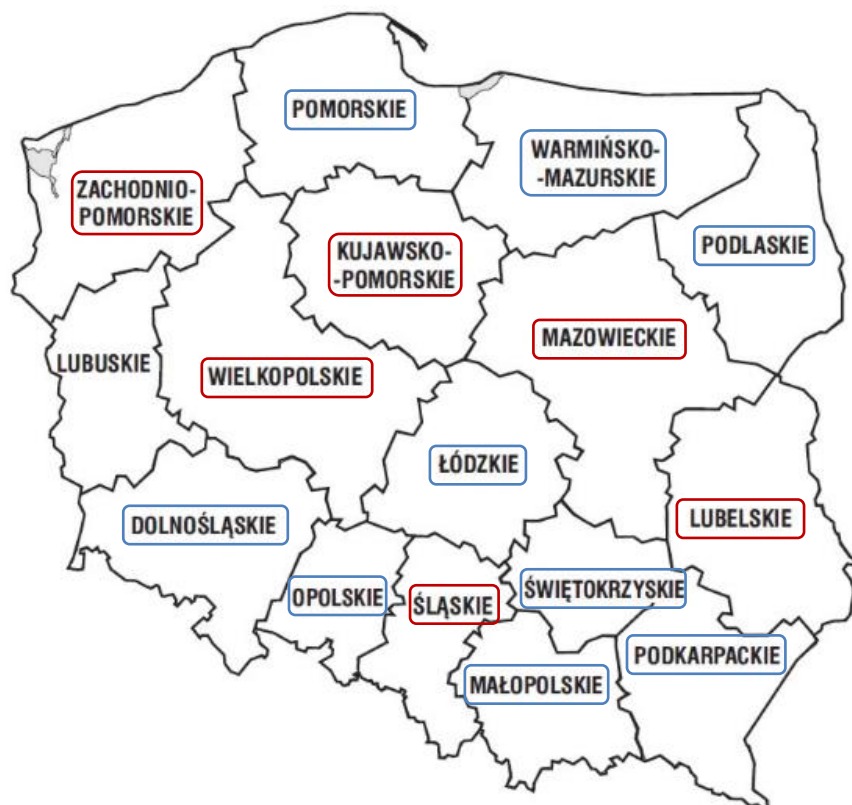 POMORSKIE
WARMIŃSKO-
-MAZURSKIE
ZACHODNIO-
POMORSKIE
KUJAWSKO-
-POMORSKIE
PODLASKIE
MAZOWIECKIE
LUBUSKIE
WIELKOPOLSKIE
ŁÓDZKIE
LUBELSKIE
DOLNOŚLĄSKIE
OPOLSKIE
ŚLĄSKIE
ŚWIĘTOKRZYSKIE
PODKARPACKIE
MAŁOPOLSKIE